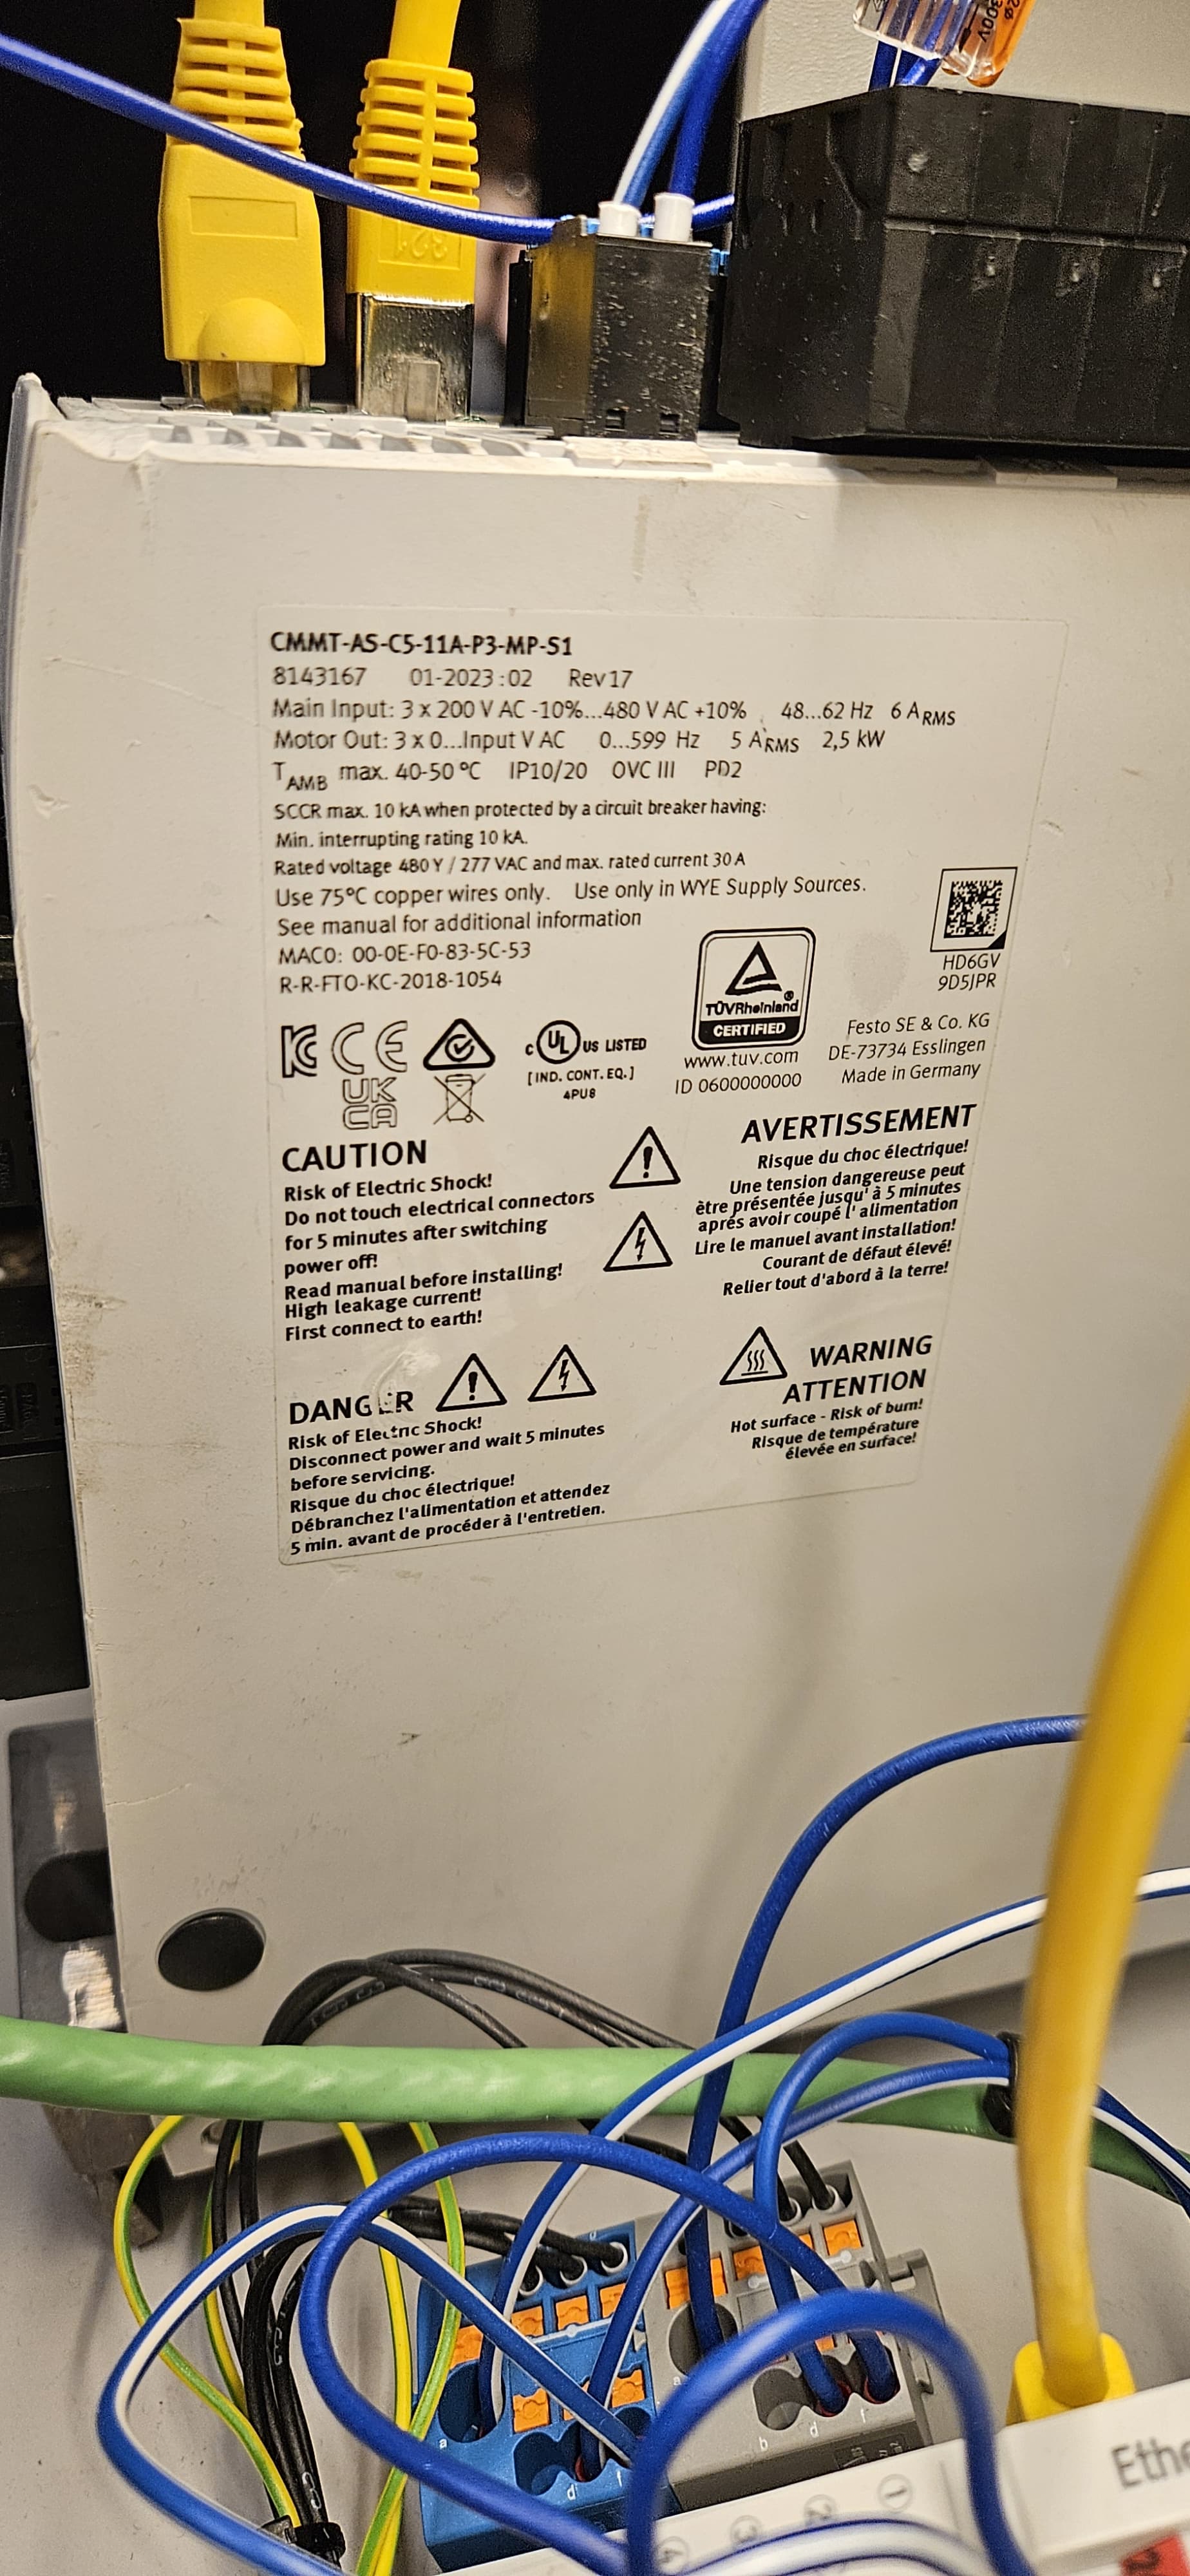 CMMT-AS-C5-11A-P3-MP-S1
8143167 01-2023:02 Rev17
Main Input: 3 x 200 V AC -10%...480 V AC +10% 48...62 Hz 6 ARMS
Motor Out: 3 x 0...Input V AC 0...599 Hz 5 ARMS 2,5 kW
TAMB max. 40-50 °C IP10/20 OVC III PD2
SCCR max. 10 kA when protected by a circuit breaker having:
Min. interrupting rating 10 kA.
Rated voltage 480 Y / 277 VAC and max. rated current 30 A
Use 75°C copper wires only. Use only in WYE Supply Sources.
See manual for additional information
MAC0: 00-0E-F0-83-5C-53
R-R-FTO-KC-2018-1054
HD6GV
9D5JPR
TÜVRheinland®
CERTIFIED
www.tuv.com
ID 0600000000
Festo SE & Co. KG
DE-73734 Esslingen
Made in Germany
KC CE
c UL US LISTED
[IND. CONT. EQ.]
4PU8
UK
CA
CAUTION
Risk of Electric Shock!
Do not touch electrical connectors
for 5 minutes after switching
power off!
Read manual before installing!
High leakage current!
First connect to earth!
AVERTISSEMENT
Risque du choc électrique!
Une tension dangereuse peut
être présentée jusqu' à 5 minutes
aprés avoir coupé l' alimentation
Lire le manuel avant installation!
Courant de défaut élevé!
Relier tout d'abord à la terre!
DANGER
Risk of Electric Shock!
Disconnect power and wait 5 minutes
before servicing.
Risque du choc électrique!
Débranchez l'alimentation et attendez
5 min. avant de procéder à l'entretien.
WARNING
ATTENTION
Hot surface - Risk of burn!
Risque de température
élevée en surface!
a
d
f
a
b
d
f
Ethe
1
2
3
4